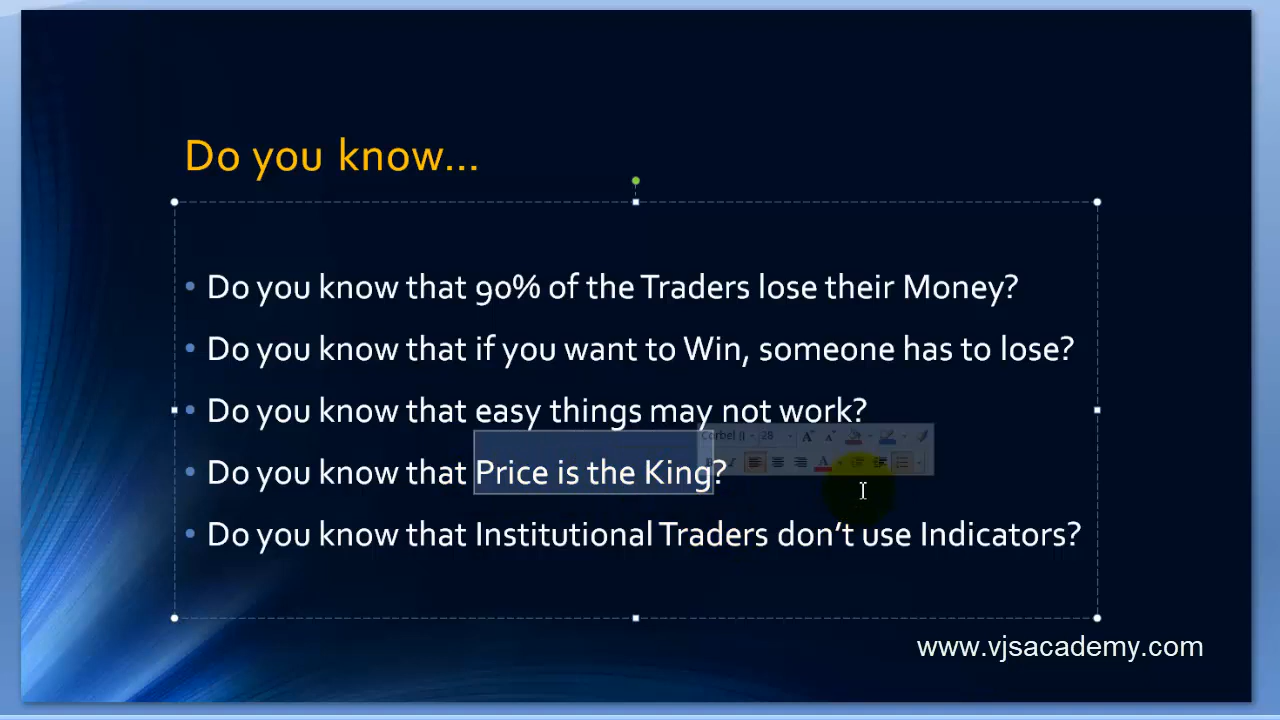 Do you know...
• Do you know that 90% of the Traders lose their Money?
• Do you know that if you want to Win, someone has to lose?
• Do you know that easy things may not work?
Corbel () 28
• Do you know that Price is the King?
• Do you know that Institutional Traders don't use Indicators?
www.vjsacademy.com